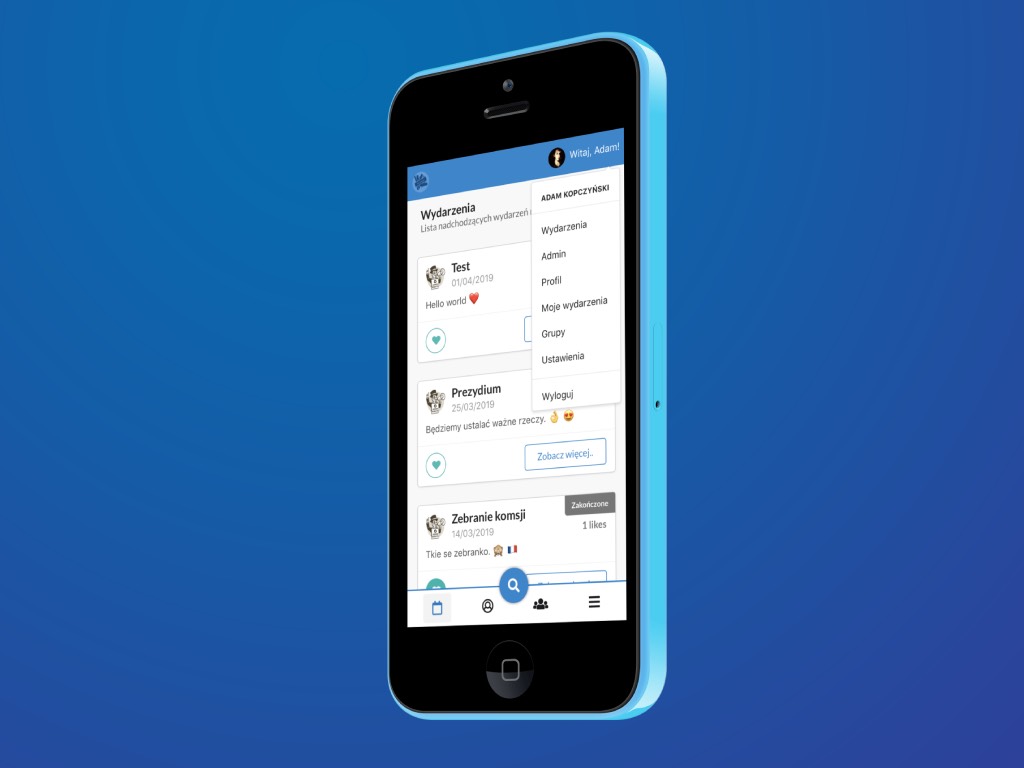 Witaj, Adam!
ADAM KOPCZYŃSKI
Wydarzenia
Admin
Profil
Moje wydarzenia
Grupy
Ustawienia
Wyloguj
Wydarzenia
Lista nadchodzących wydarzeń
Test
01/04/2019
Hello world ❤️
Prezydium
25/03/2019
Będziemy ustalać ważne rzeczy. 👌 😍
Zobacz więcej..
Zakończone
Zebranie komsji
1 likes
14/03/2019
Tkie se zebranko. 🙈 🇫🇷